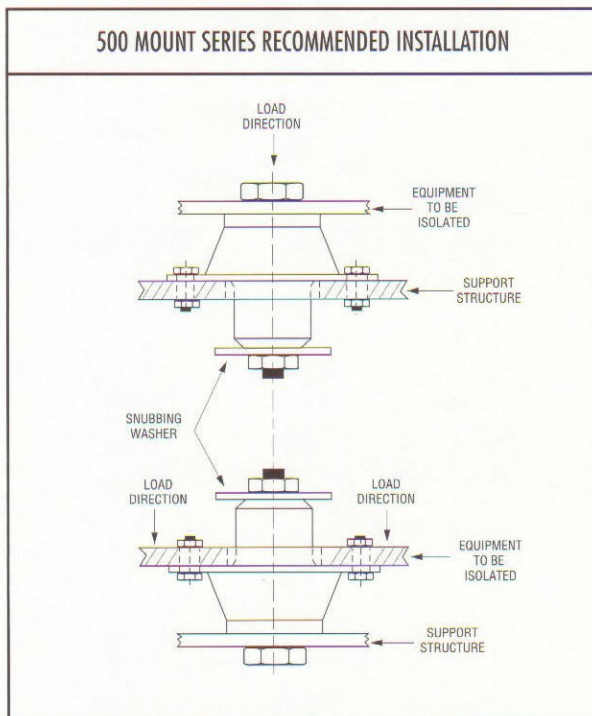 500 MOUNT SERIES RECOMMENDED INSTALLATION
LOAD
DIRECTION
EQUIPMENT
TO BE
ISOLATED
SUPPORT
STRUCTURE
SNUBBING
WASHER
LOAD
DIRECTION
LOAD
DIRECTION
EQUIPMENT
TO BE
ISOLATED
SUPPORT
STRUCTURE